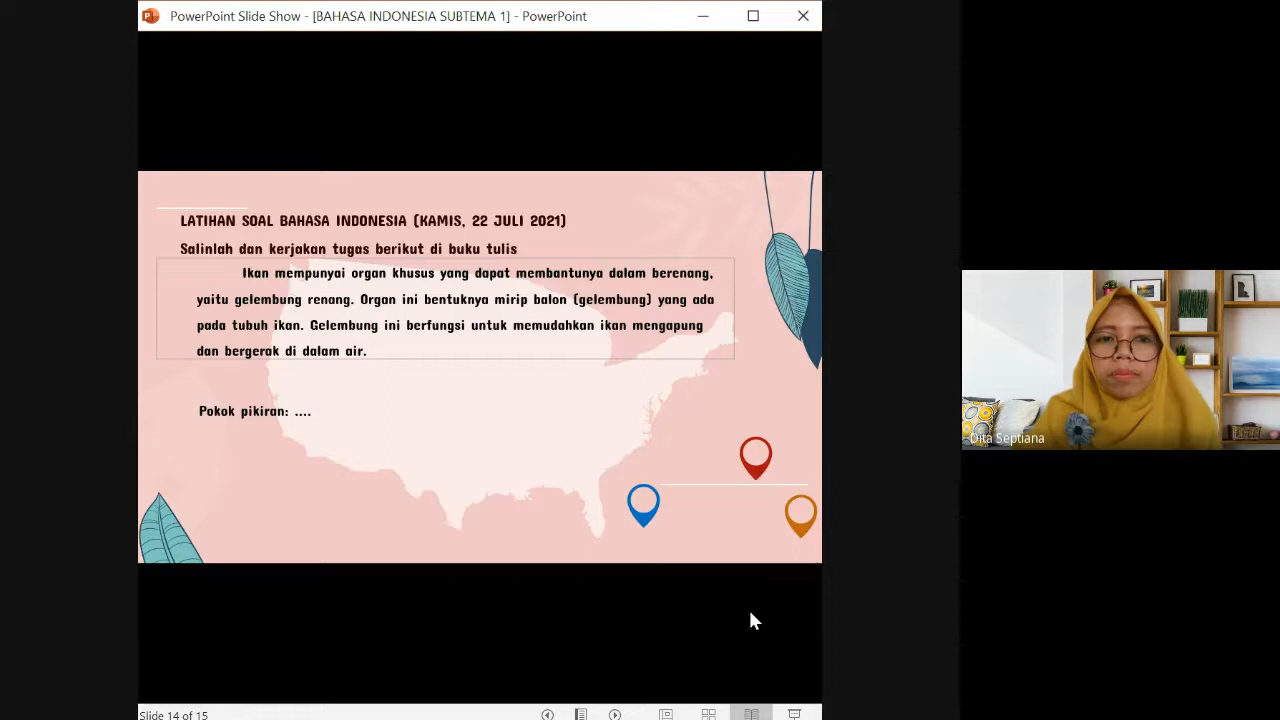 PowerPoint Slide Show - [BAHASA INDONESIA SUBTEMA 1] - PowerPoint
LATIHAN SOAL BAHASA INDONESIA (KAMIS, 22 JULI 2021)
Salinlah dan kerjakan tugas berikut di buku tulis
Ikan mempunyai organ khusus yang dapat membantunya dalam berenang,
yaitu gelembung renang. Organ ini bentuknya mirip balon (gelembung) yang ada
pada tubuh ikan. Gelembung ini berfungsi untuk memudahkan ikan mengapung
dan bergerak di dalam air.
Pokok pikiran: ....
Dita Septiana
Slide 14 of 15